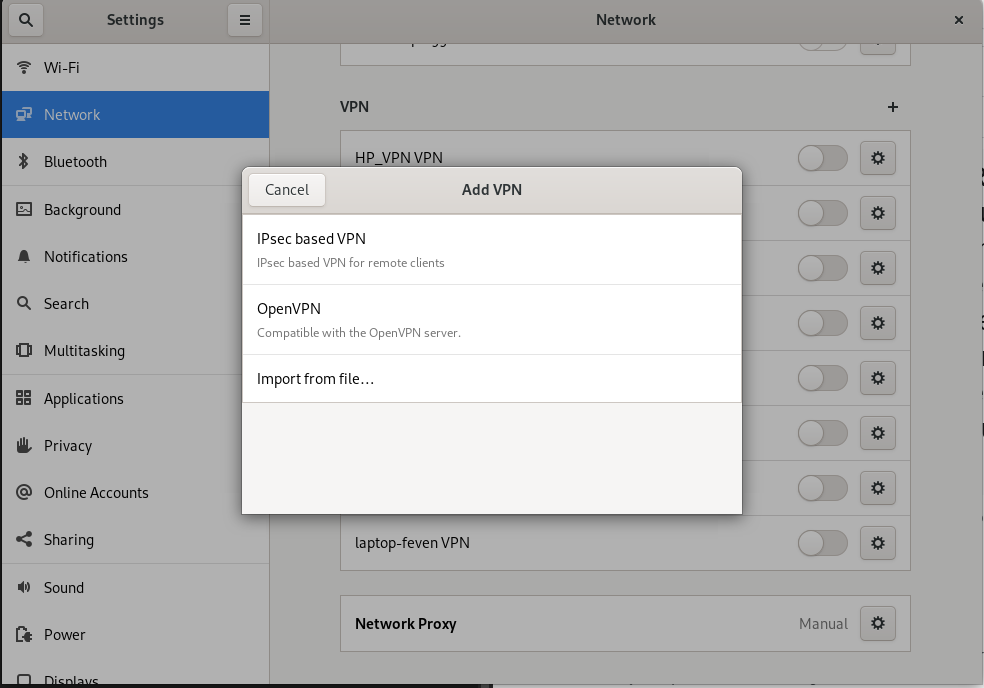 Settings
Network
Wi-Fi
Network
Bluetooth
Background
Notifications
Search
Multitasking
Applications
Privacy
Online Accounts
Sharing
Sound
Power
Displays
VPN
HP_VPN VPN
Cancel
Add VPN
IPsec based VPN
IPsec based VPN for remote clients
OpenVPN
Compatible with the OpenVPN server.
Import from file...
laptop-feven VPN
Network Proxy
Manual